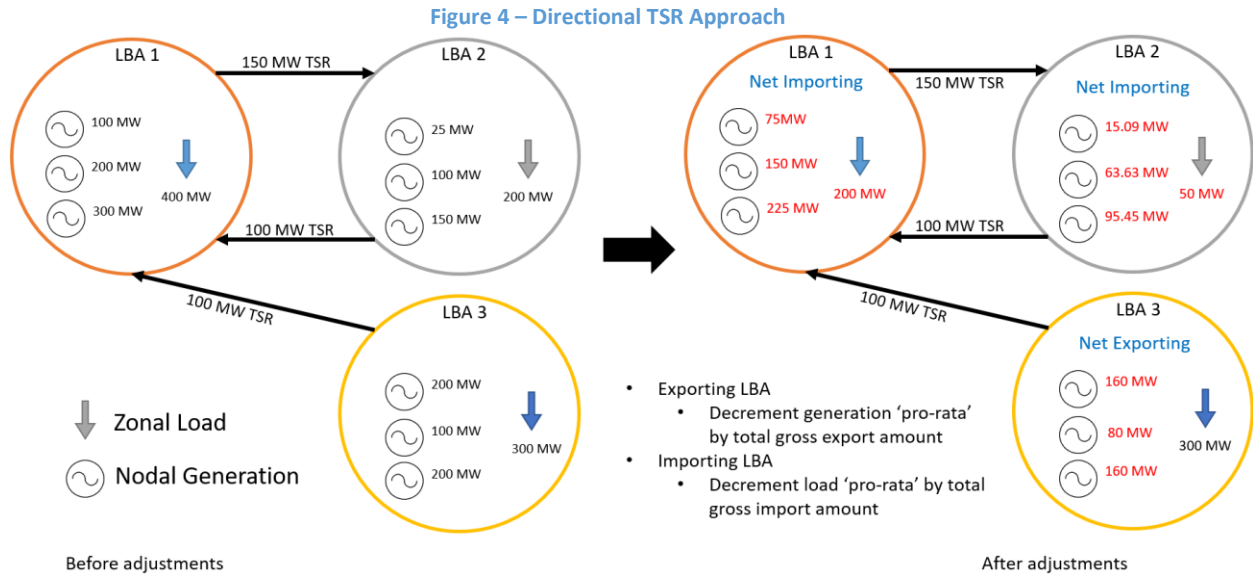 Figure 4 – Directional TSR Approach
LBA 1
150 MW TSR
LBA 2
100 MW
200 MW
300 MW
400 MW
25 MW
100 MW
150 MW
200 MW
100 MW TSR
100 MW TSR
LBA 3
200 MW
100 MW
200 MW
300 MW
Zonal Load
Nodal Generation
Before adjustments
LBA 1
Net Importing
150 MW TSR
LBA 2
Net Importing
75MW
150 MW
225 MW
200 MW
15.09 MW
63.63 MW
95.45 MW
50 MW
100 MW TSR
100 MW TSR
LBA 3
Net Exporting
160 MW
80 MW
160 MW
300 MW
• Exporting LBA
• Decrement generation ‘pro-rata’
by total gross export amount
• Importing LBA
• Decrement load ‘pro-rata’ by total
gross import amount
After adjustments